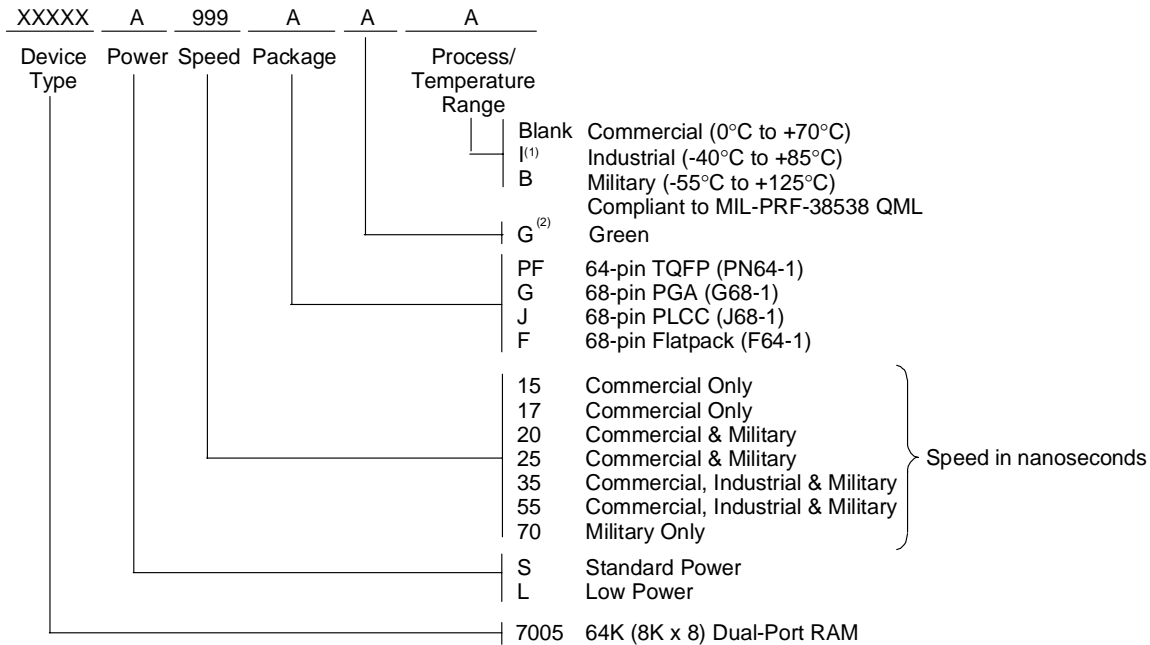 XXXXX A 999 A A A
Device Type Power Speed Package Process/ Temperature Range
Blank Commercial (0°C to +70°C)
I(1) Industrial (-40°C to +85°C)
B Military (-55°C to +125°C)
Compliant to MIL-PRF-38538 QML
G(2) Green
PF 64-pin TQFP (PN64-1)
G 68-pin PGA (G68-1)
J 68-pin PLCC (J68-1)
F 68-pin Flatpack (F64-1)
15 Commercial Only
17 Commercial Only
20 Commercial & Military
25 Commercial & Military
35 Commercial, Industrial & Military
55 Commercial, Industrial & Military
70 Military Only
Speed in nanoseconds
S Standard Power
L Low Power
7005 64K (8K x 8) Dual-Port RAM